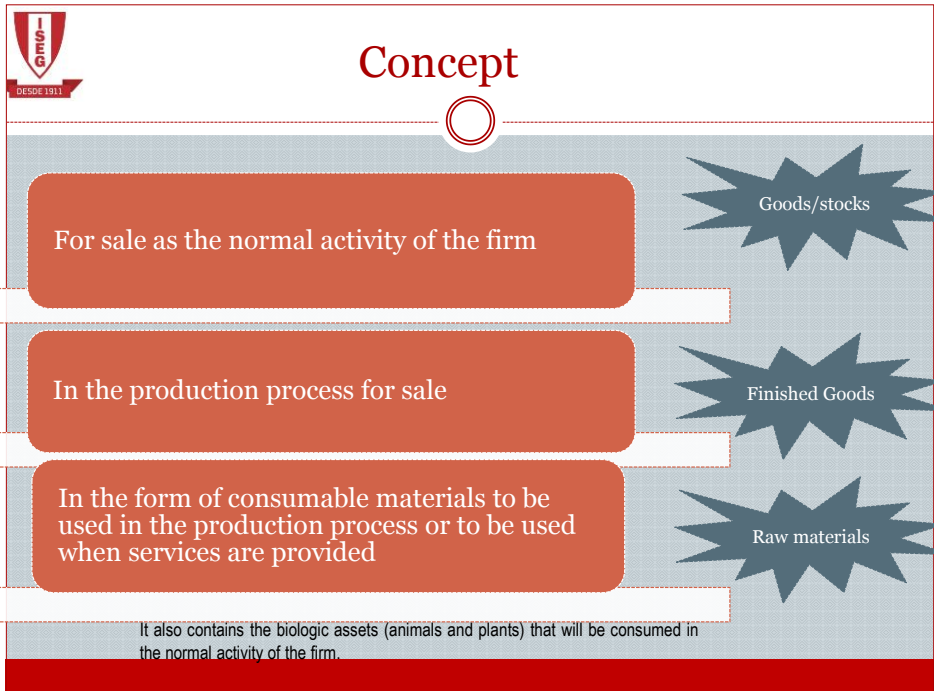 ISEG
DESDE 1911
Concept
For sale as the normal activity of the firm
Goods/stocks
In the production process for sale
Finished Goods
In the form of consumable materials to be
used in the production process or to be used
when services are provided
Raw materials
It also contains the biologic assets (animals and plants) that will be consumed in
the normal activity of the firm.